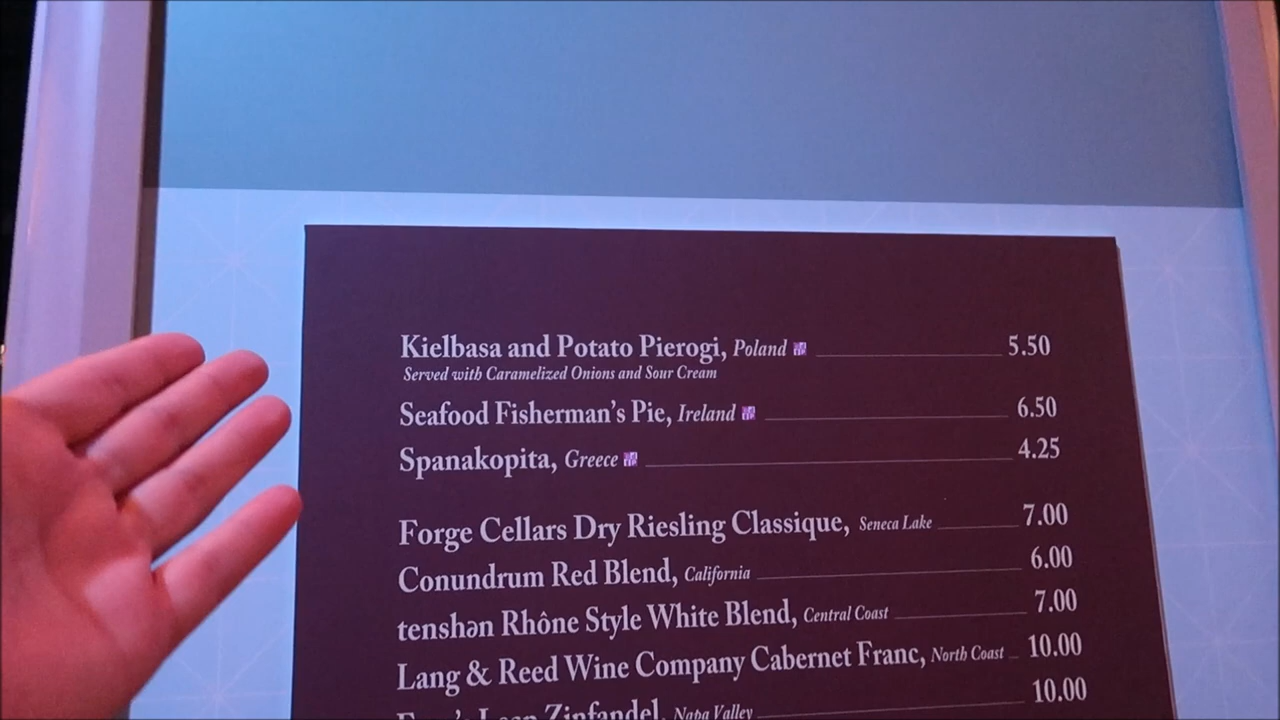 Kielbasa and Potato Pierogi, Poland 5.50
Served with Caramelized Onions and Sour Cream
Seafood Fisherman's Pie, Ireland 6.50
Spanakopita, Greece 4.25
Forge Cellars Dry Riesling Classique, Seneca Lake 7.00
Conundrum Red Blend, California 6.00
tenshən Rhône Style White Blend, Central Coast 7.00
Lang & Reed Wine Company Cabernet Franc, North Coast 10.00
Zinfandel, Napa Valley 10.00